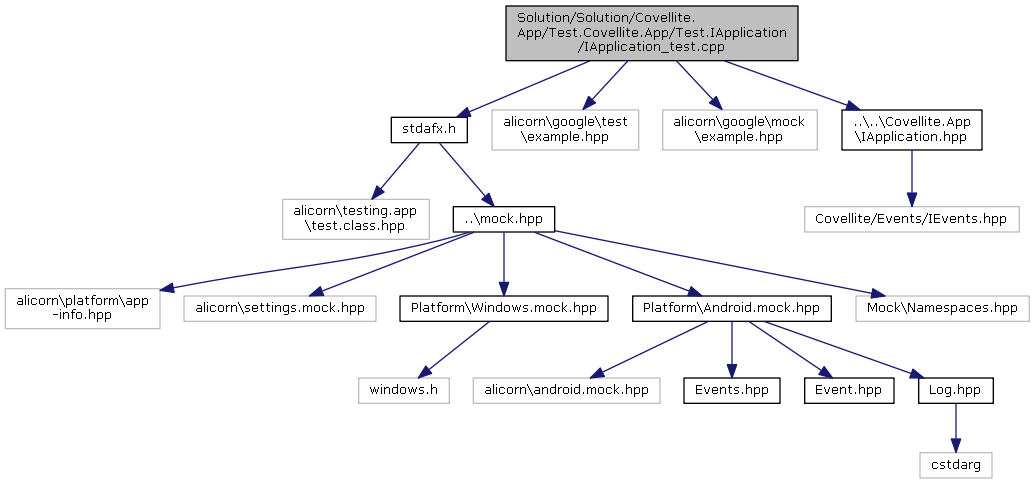 Solution/Solution/Covellite.
App/Test.Covellite.App/Test.IApplication
/IApplication_test.cpp
stdafx.h
alicorn\google\test
\example.hpp
alicorn\google\mock
\example.hpp
..\..\Covellite.App
\IApplication.hpp
alicorn\testing.app
\test.class.hpp
..\mock.hpp
Covellite/Events/IEvents.hpp
alicorn\platform\app
-info.hpp
alicorn\settings.mock.hpp
Platform\Windows.mock.hpp
Platform\Android.mock.hpp
Mock\Namespaces.hpp
windows.h
alicorn\android.mock.hpp
Events.hpp
Event.hpp
Log.hpp
cstdarg